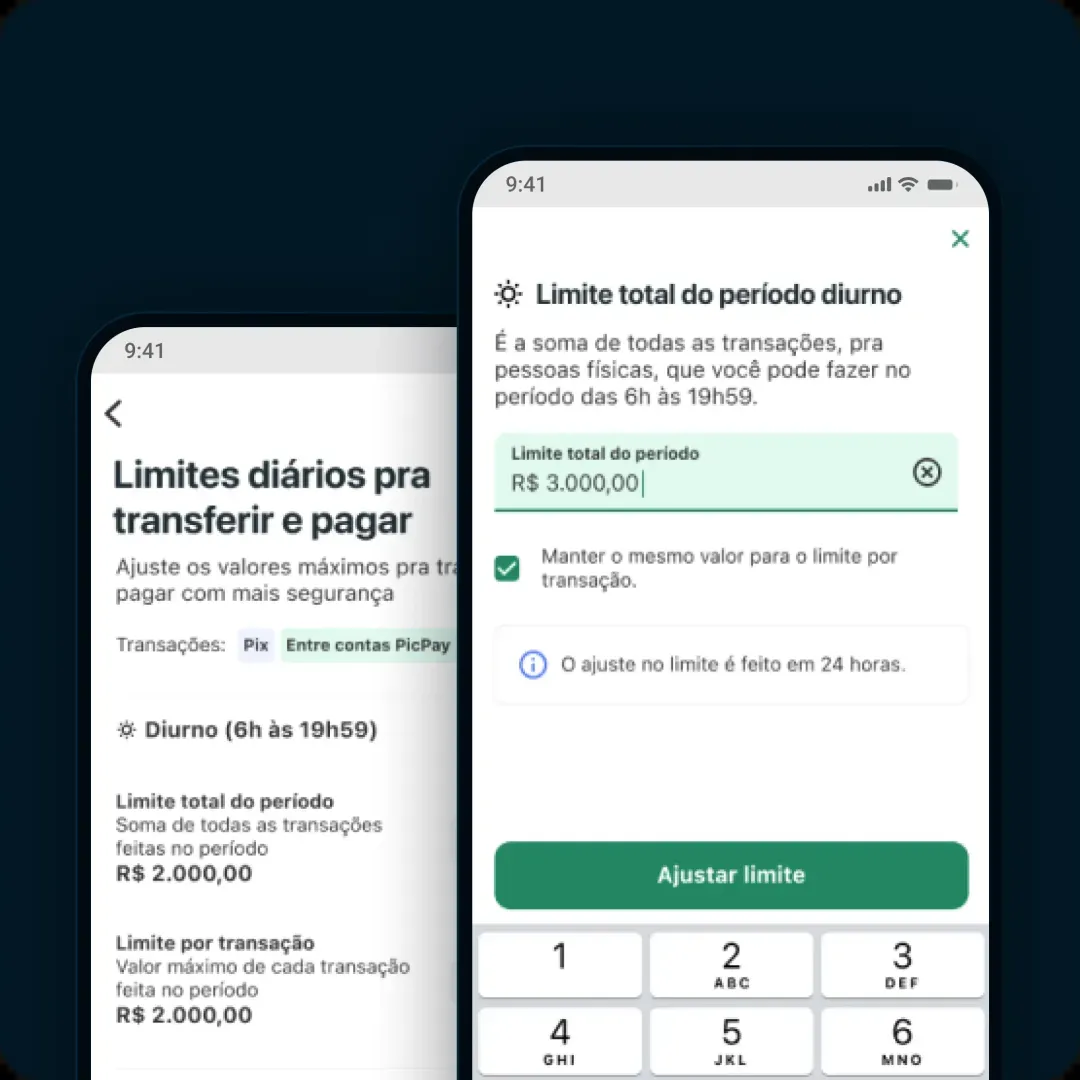 9:41
Limites diários pra
transferir e pagar
Ajuste os valores máximos pra
pagar com mais segurança
Transações: Pix Entre contas PicPay
Diurno (6h às 19h59)
Limite total do período
Soma de todas as transações
feitas no período
R$ 2.000,00
Limite por transação
Valor máximo de cada transação
feita no período
R$ 2.000,00
9:41
Limite total do período diurno
É a soma de todas as transações, pra
pessoas físicas, que você pode fazer no
período das 6h às 19h59.
Limite total do período
R$ 3.000,00
Manter o mesmo valor para o limite por
transação.
O ajuste no limite é feito em 24 horas.
Ajustar limite
1 2 3
ABC DEF
4 5 6
GHI JKL MNO